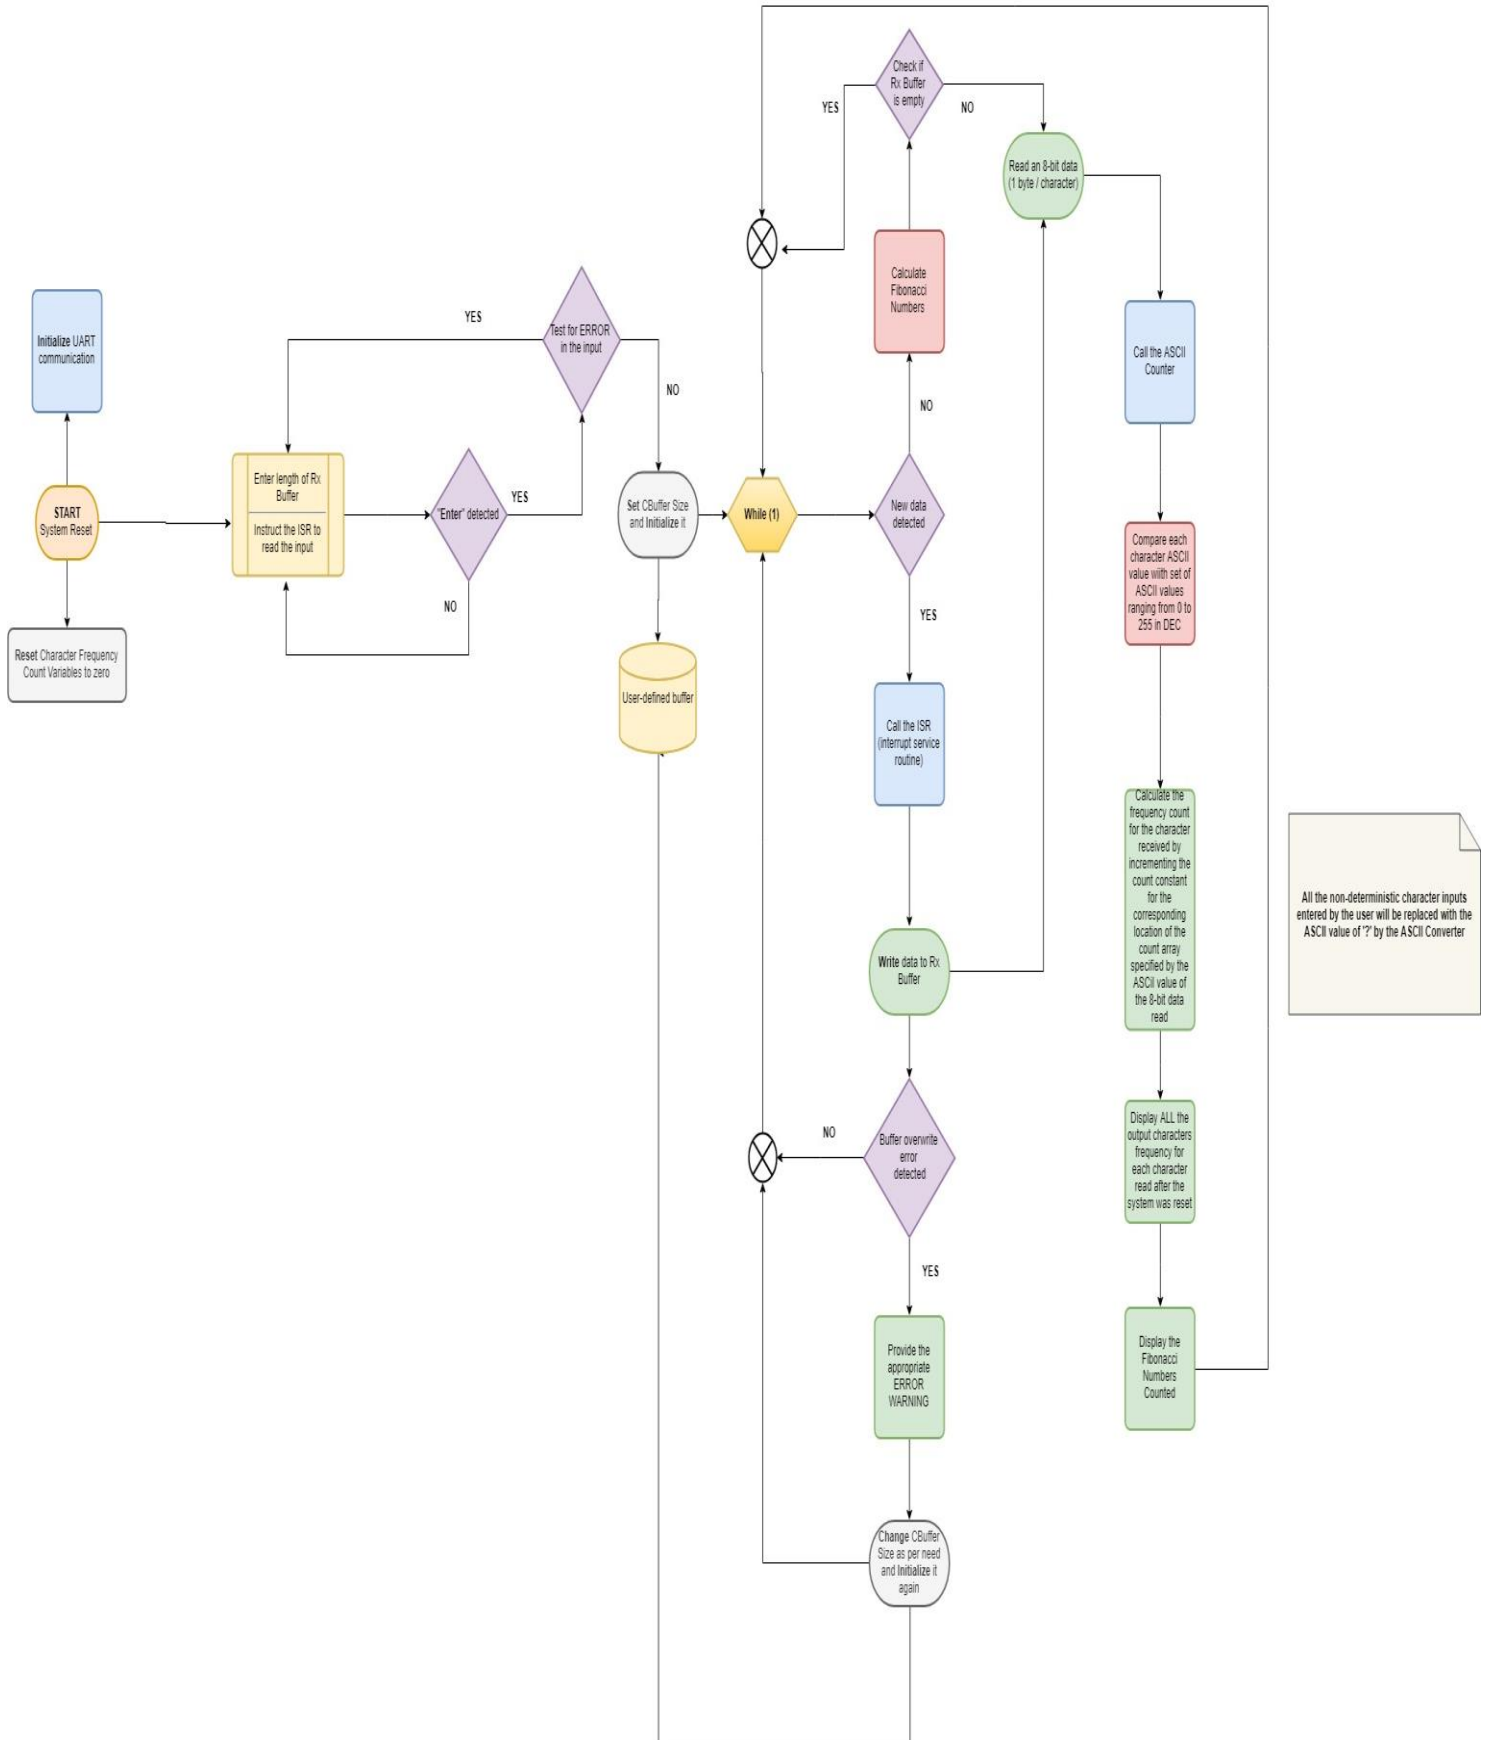 Check if
Rx Buffer
is empty
YES
NO
Read an 8-bit data
(1 byte / character)
Calculate
Fibonacci
Numbers
Initialize UART
communication
YES
Test for ERROR
in the input
NO
NO
Call the ASCII
Counter
START
System Reset
Enter length of Rx
Buffer
Instruct the ISR to
read the input
"Enter" detected
YES
NO
Set CBuffer Size
and Initialize it
While (1)
New data
detected
YES
Compare each
character ASCII
value wiith set of
ASCII values
ranging from 0 to
255 in DEC
Reset Character Frequency
Count Variables to zero
User-defined buffer
Call the ISR
(interrupt service
routine)
Calculate the
frequency count
for the character
received by
incrementing the
count constant
for the
corresponding
location of the
count array
specified by the
ASCII value of
the 8-bit data
read
All the non-deterministic character inputs
entered by the user will be replaced with the
ASCII value of '?' by the ASCII Converter
Write data to Rx
Buffer
NO
Buffer overwrite
error
detected
YES
Display ALL the
output characters
frequency for
each character
read after the
system was reset
Provide the
appropriate
ERROR
WARNING
Display the
Fibonacci
Numbers
Counted
Change CBuffer
Size as per need
and Initialize it
again